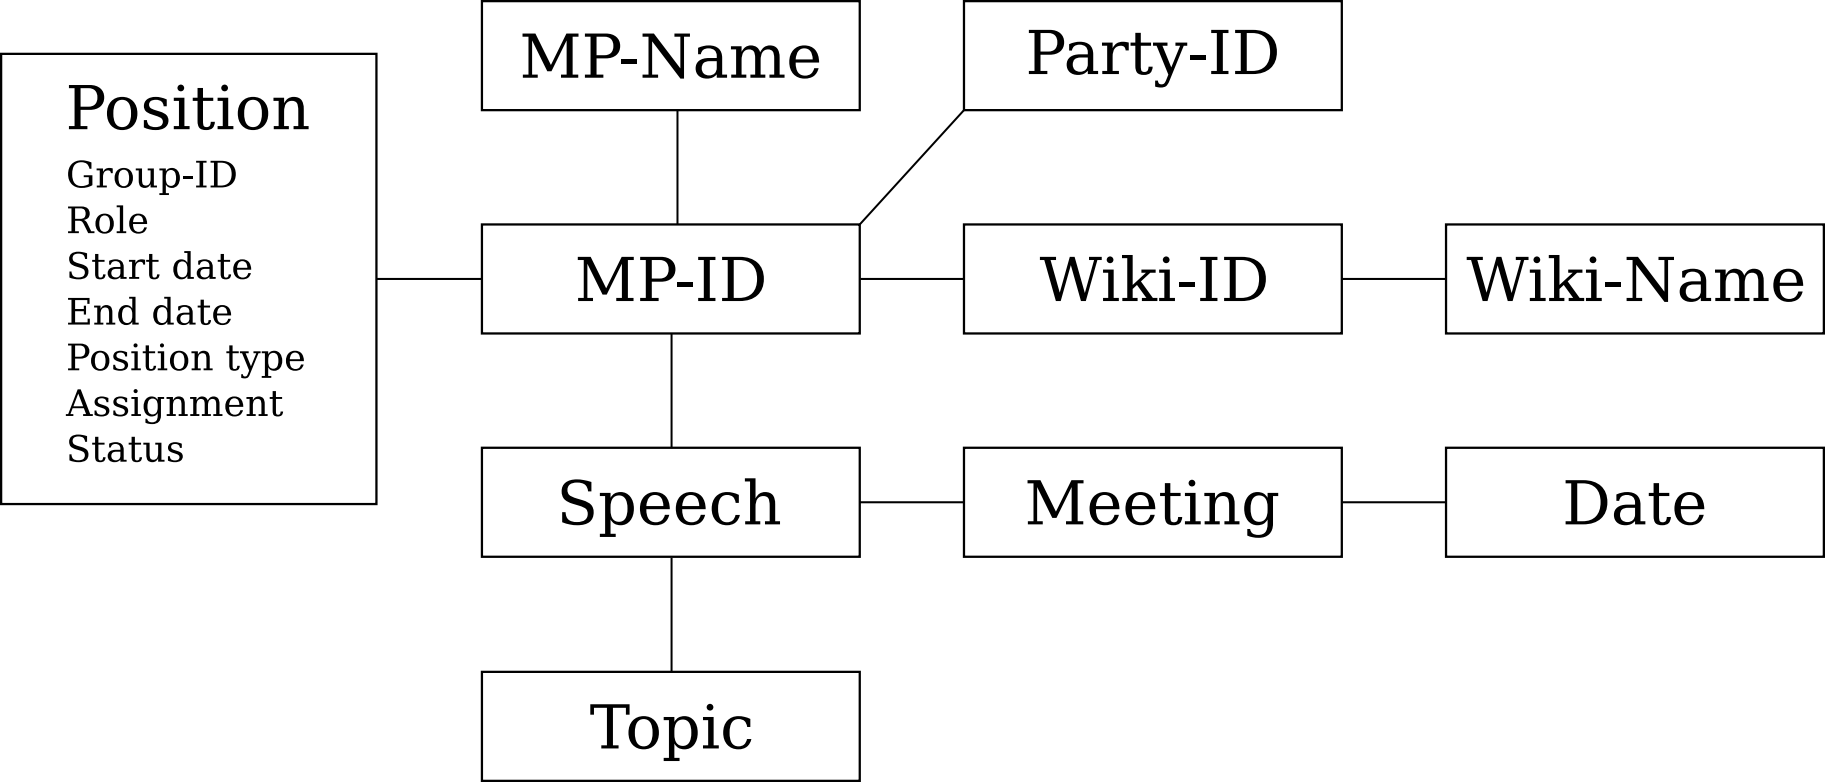 MP-Name
Party-ID
Position
Group-ID
Role
Start date
End date
Position type
Assignment
Status
MP-ID
Wiki-ID
Wiki-Name
Speech
Meeting
Date
Topic